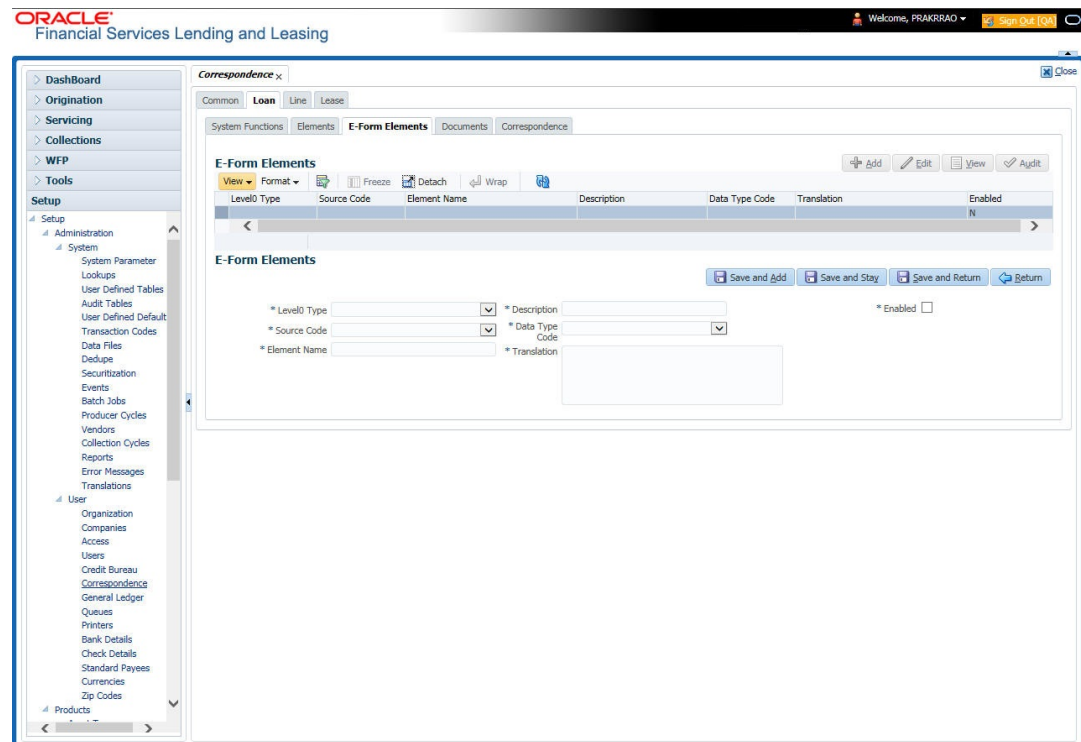 ORACLE
Financial Services Lending and Leasing
Welcome, PRAKRRAO
Sign Out [QA]
DashBoard
Origination
Servicing
Collections
WFP
Tools
Setup
Setup
Administration
System
System Parameter
Lookups
User Defined Tables
Audit Tables
User Defined Default
Transaction Codes
Data Files
Dedupe
Securitization
Events
Batch Jobs
Producer Cycles
Vendors
Collection Cycles
Reports
Error Messages
Translations
User
Organization
Companies
Access
Users
Credit Bureau
Correspondence
General Ledger
Queues
Printers
Bank Details
Check Details
Standard Payees
Currencies
Zip Codes
Products
Correspondence x
Close
Common Loan Line Lease
System Functions Elements E-Form Elements Documents Correspondence
E-Form Elements
Add Edit View Audit
View Format Freeze Detach Wrap
Level0 Type Source Code Element Name Description Data Type Code Translation Enabled
N
E-Form Elements
Save and Add Save and Stay Save and Return Return
* Level0 Type
* Source Code
* Element Name
* Description
* Data Type
Code
* Translation
* Enabled